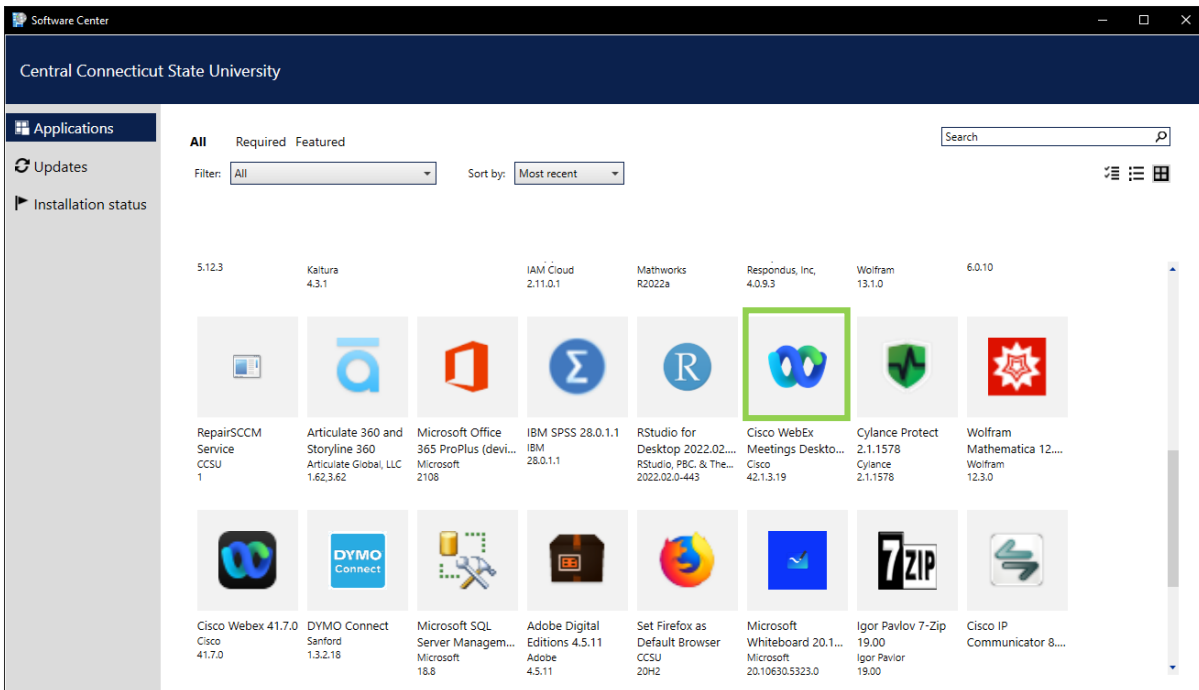 Software Center
Central Connecticut State University
Applications
Updates
Installation status
All Required Featured
Search
Filter: All Sort by: Most recent
5.12.3
Kaltura
4.3.1
IAM Cloud
2.11.0.1
Mathworks
R2022a
Respondus, Inc,
4.0.9.3
Wolfram
13.1.0
6.0.10
RepairSCCM
Service
CCSU
1
Articulate 360 and
Storyline 360
Articulate Global, LLC
1.62,3.62
Microsoft Office
365 ProPlus (devi...
Microsoft
2108
IBM SPSS 28.0.1.1
IBM
28.0.1.1
RStudio for
Desktop 2022.02....
RStudio, PBC. & The...
2022.02.0-443
Cisco WebEx
Meetings Deskto...
Cisco
42.1.3.19
Cylance Protect
2.1.1578
Cylance
2.1.1578
Wolfram
Mathematica 12....
Wolfram
12.3.0
DYMO
Connect
7ZIP
Cisco Webex 41.7.0
Cisco
41.7.0
DYMO Connect
Sanford
1.3.2.18
Microsoft SQL
Server Managem...
Microsoft
18.8
Adobe Digital
Editions 4.5.11
Adobe
4.5.11
Set Firefox as
Default Browser
CCSU
20H2
Microsoft
Whiteboard 20.1...
Microsoft
20.10630.5323.0
Igor Pavlov 7-Zip
19.00
Igor Pavlor
19.00
Cisco IP
Communicator 8....